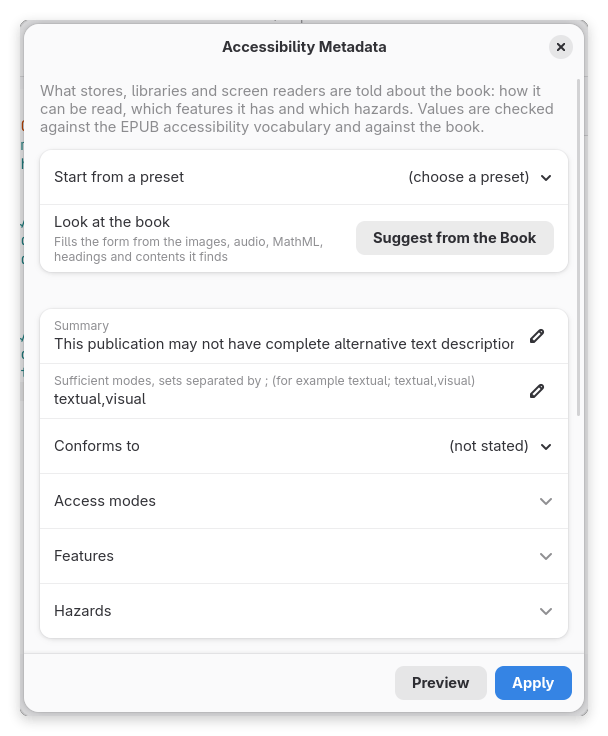 Accessibility Metadata
What stores, libraries and screen readers are told about the book: how it
can be read, which features it has and which hazards. Values are checked
against the EPUB accessibility vocabulary and against the book.
Start from a preset
(choose a preset)
Look at the book
Fills the form from the images, audio, MathML,
headings and contents it finds
Suggest from the Book
Summary
This publication may not have complete alternative text description
Sufficient modes, sets separated by ; (for example textual; textual,visual)
textual,visual
Conforms to
(not stated)
Access modes
Features
Hazards
Preview
Apply